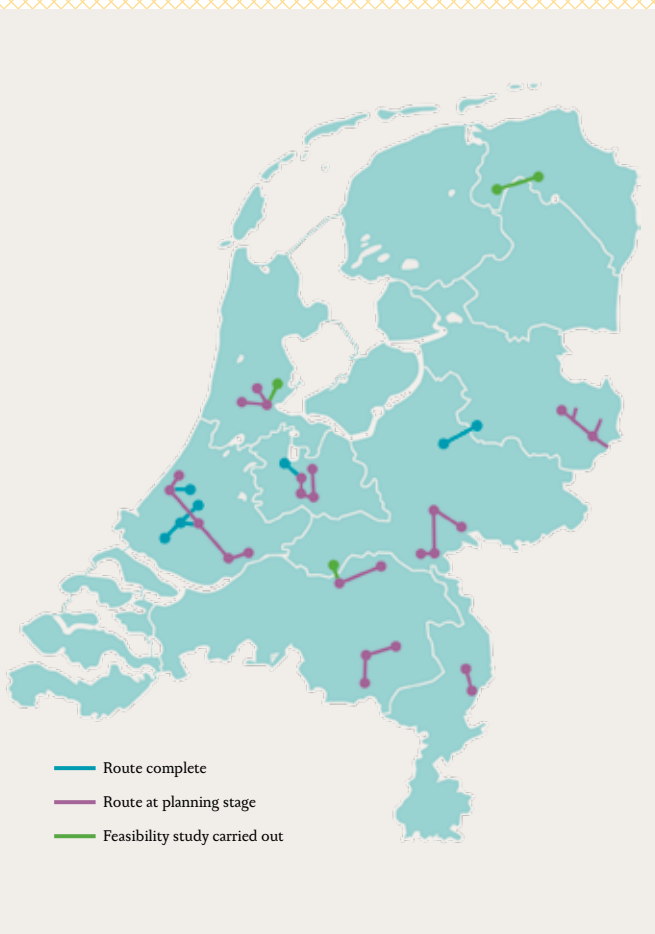 Route complete
Route at planning stage
Feasibility study carried out